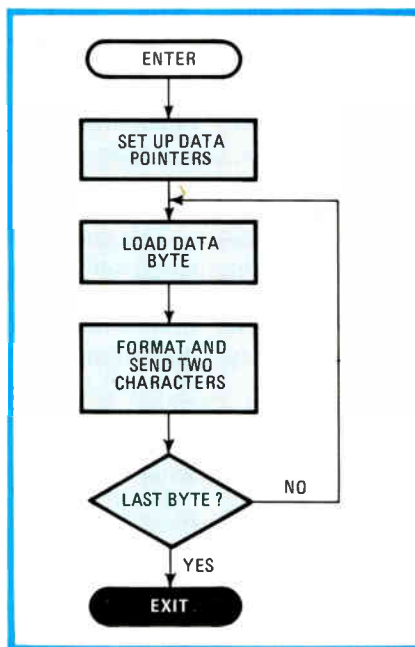 ENTER
SET UP DATA
POINTERS
LOAD DATA
BYTE
FORMAT AND
SEND TWO
CHARACTERS
LAST BYTE ?
NO
YES
EXIT